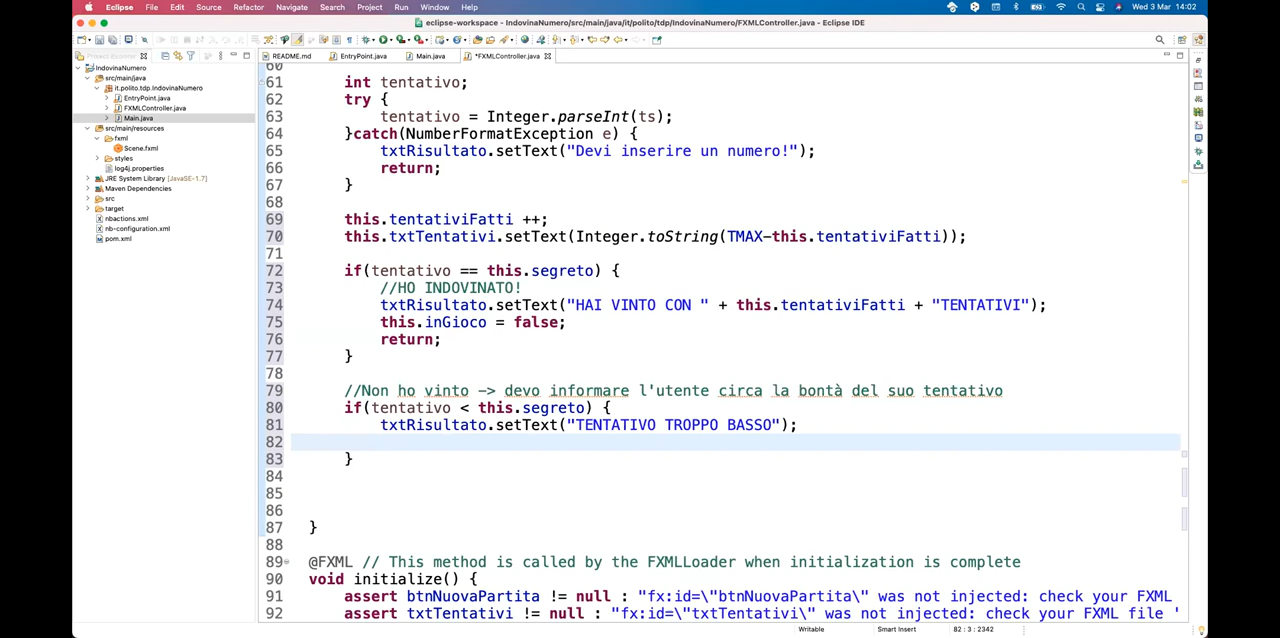 Eclipse File Edit Source Refactor Navigate Search Project Run Window Help Wed 3 Mar 14:02
eclipse-workspace - IndovinaNumero/src/main/java/it/polito/tdp/IndovinaNumero/FXMLController.java - Eclipse IDE
Project Explorer
README.md EntryPoint.java Main.java *FXMLController.java
IndovinaNumero
src/main/java
it.polito.tdp.IndovinaNumero
EntryPoint.java
FXMLController.java
Main.java
src/main/resources
fxml
Scene.fxml
styles
log4j.properties
JRE System Library [JavaSE-1.7]
Maven Dependencies
src
target
nbactions.xml
nb-configuration.xml
pom.xml
60
61 int tentativo;
62 try {
63 tentativo = Integer.parseInt(ts);
64 }catch(NumberFormatException e) {
65 txtRisultato.setText("Devi inserire un numero!");
66 return;
67 }
68
69 this.tentativiFatti ++;
70 this.txtTentativi.setText(Integer.toString(TMAX-this.tentativiFatti));
71
72 if(tentativo == this.segreto) {
73 //HO INDOVINATO!
74 txtRisultato.setText("HAI VINTO CON " + this.tentativiFatti + "TENTATIVI");
75 this.inGioco = false;
76 return;
77 }
78
79 //Non ho vinto -> devo informare l'utente circa la bontà del suo tentativo
80 if(tentativo < this.segreto) {
81 txtRisultato.setText("TENTATIVO TROPPO BASSO");
82
83 }
84
85
86
87 }
88
89 @FXML // This method is called by the FXMLLoader when initialization is complete
90 void initialize() {
91 assert btnNuovaPartita != null : "fx:id=\"btnNuovaPartita\" was not injected: check your FXML
92 assert txtTentativi != null : "fx:id=\"txtTentativi\" was not injected: check your FXML file '
Writable Smart Insert 82 : 3 : 2342